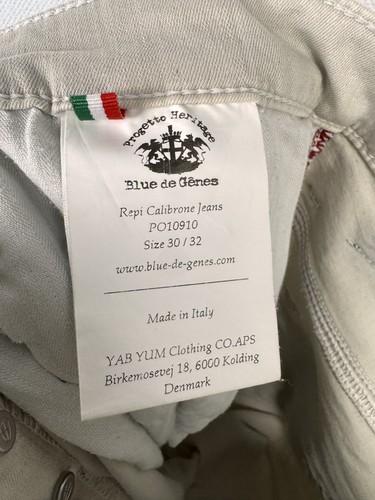 Progetto Heritage
Blue de Gênes
Repi Calibrone Jeans
PO10910
Size 30 / 32
www.blue-de-genes.com
Made in Italy
YAB YUM Clothing CO.APS
Birkemosevej 18, 6000 Kolding
Denmark